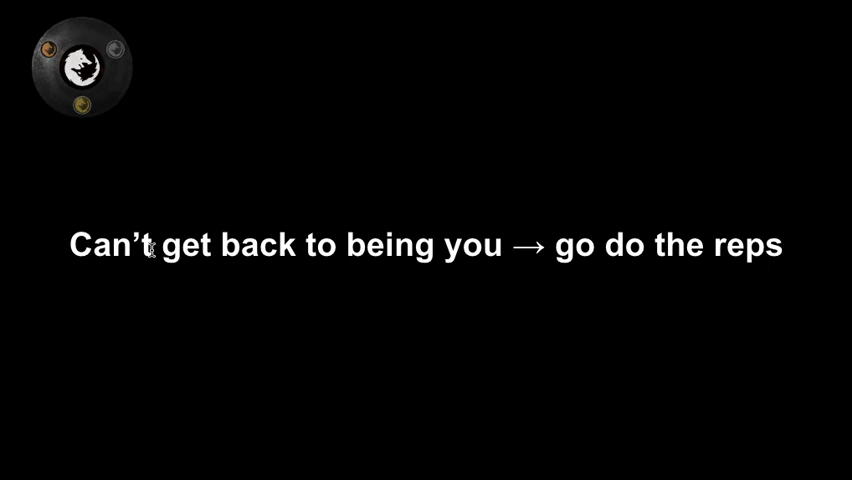 Can’t get back to being you → go do the reps